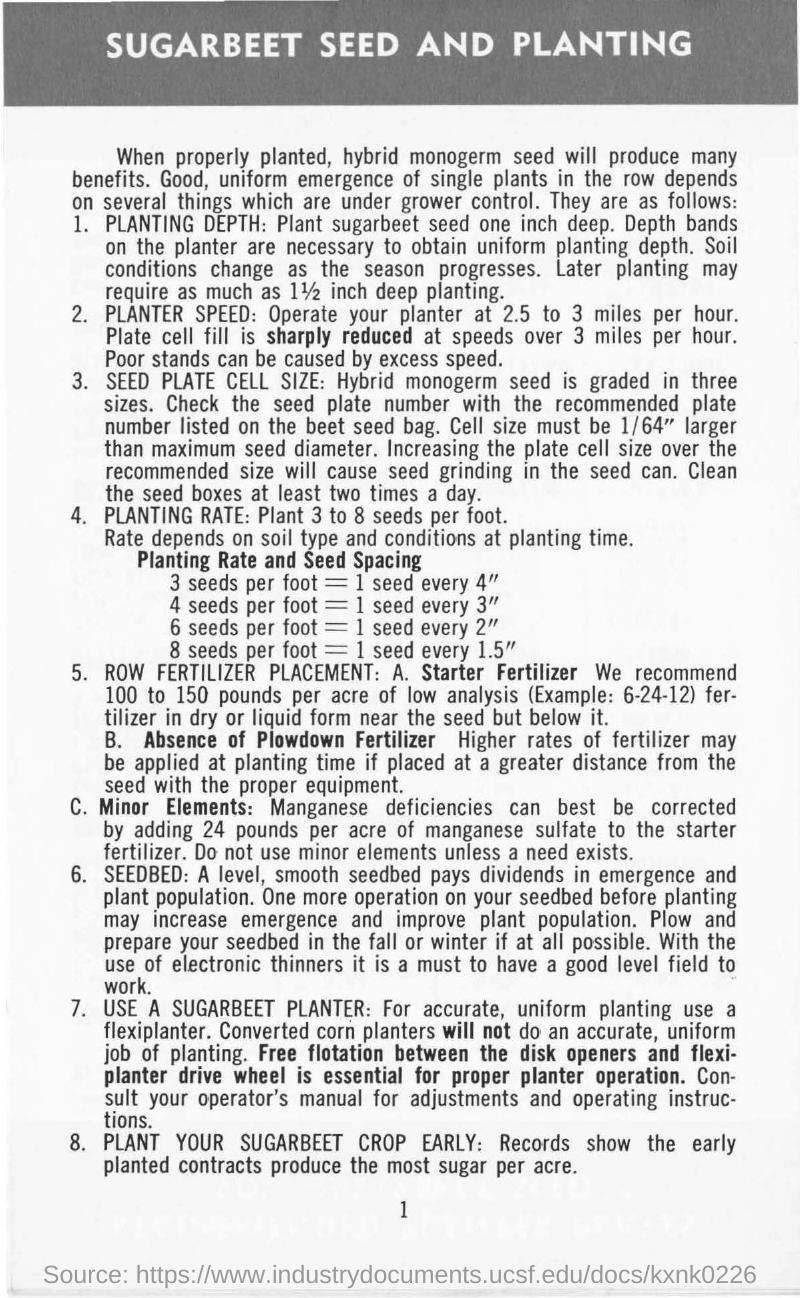 SUGARBEET SEED AND PLANTING
When properly planted, hybrid monogerm seed will produce many
benefits. Good, uniform emergence of single plants in the row depends
on several things which are under grower control. They are as follows:
1. PLANTING DEPTH: Plant sugarbeet seed one inch deep. Depth bands
on the planter are necessary to obtain uniform planting depth. Soil
conditions change as the season progresses. Later planting may
require as much as 1½ inch deep planting.
2. PLANTER SPEED: Operate your planter at 2.5 to 3 miles per hour.
Plate cell fill is sharply reduced at speeds over 3 miles per hour.
Poor stands can be caused by excess speed.
3. SEED PLATE CELL SIZE: Hybrid monogerm seed is graded in three
sizes. Check the seed plate number with the recommended plate
number listed on the beet seed bag. Cell size must be 1/64″ larger
than maximum seed diameter. Increasing the plate cell size over the
recommended size will cause seed grinding in the seed can. Clean
the seed boxes at least two times a day.
4. PLANTING RATE: Plant 3 to 8 seeds per foot.
Rate depends on soil type and conditions at planting time.
Planting Rate and Seed Spacing
3 seeds per foot = 1 seed every 4″
4 seeds per foot = 1 seed every 3″
6 seeds per foot = 1 seed every 2″
8 seeds per foot = 1 seed every 1.5″
5. ROW FERTILIZER PLACEMENT: A. Starter Fertilizer We recommend
100 to 150 pounds per acre of low analysis (Example: 6-24-12) fer-
tilizer in dry or liquid form near the seed but below it.
B. Absence of Plowdown Fertilizer Higher rates of fertilizer may
be applied at planting time if placed at a greater distance from the
seed with the proper equipment.
C. Minor Elements: Manganese deficiencies can best be corrected
by adding 24 pounds per acre of manganese sulfate to the starter
fertilizer. Do not use minor elements unless a need exists.
6. SEEDBED: A level, smooth seedbed pays dividends in emergence and
plant population. One more operation on your seedbed before planting
may increase emergence and improve plant population. Plow and
prepare your seedbed in the fall or winter if at all possible. With the
use of electronic thinners it is a must to have a good level field to
work.
7. USE A SUGARBEET PLANTER: For accurate, uniform planting use a
flexiplanter. Converted corn planters will not do an accurate, uniform
job of planting. Free flotation between the disk openers and flexi-
planter drive wheel is essential for proper planter operation. Con-
sult your operator's manual for adjustments and operating instruc-
tions.
8. PLANT YOUR SUGARBEET CROP EARLY: Records show the early
planted contracts produce the most sugar per acre.
1
Source: https://www.industrydocuments.ucsf.edu/docs/kxnk0226